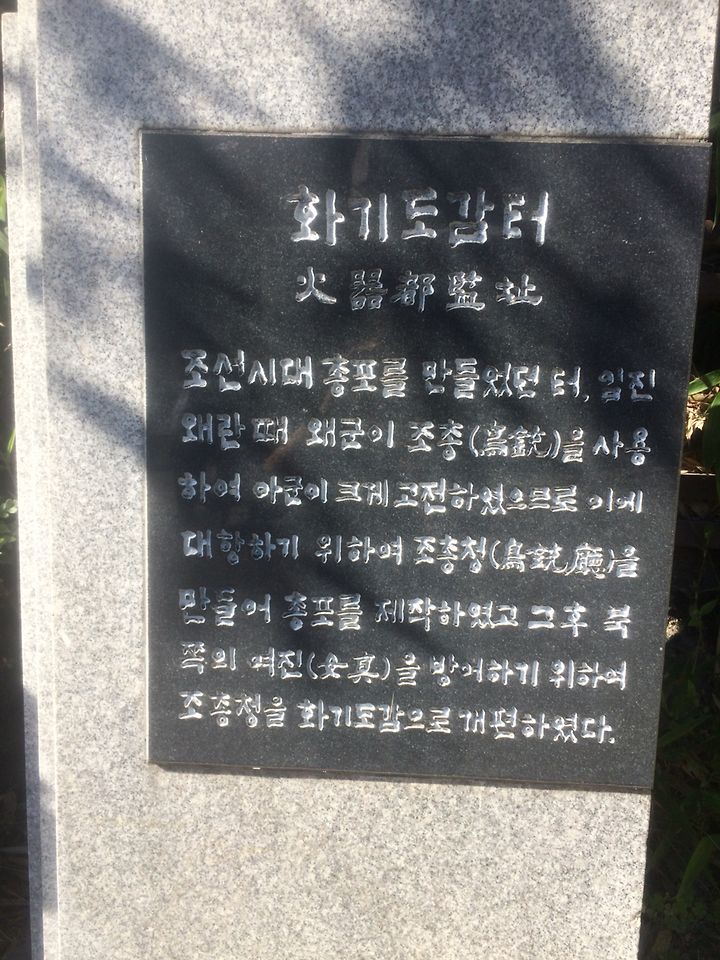 화기도감터
火器都監址
조선시대 총포를 만들었던 터. 임진
왜란 때 왜군이 조총(鳥銃)을 사용
하여 아군이 크게 고전하였으므로 이에
대항하기 위하여 조총청(鳥銃廳)을
만들어 총포를 제작하였고 그후 북
쪽의 여진(女真)을 방어하기 위하여
조총청을 화기도감으로 개편하였다.